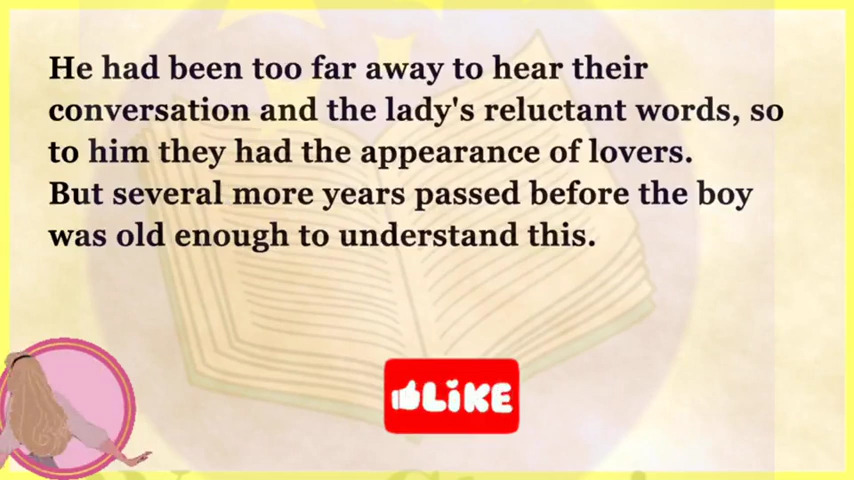 He had been too far away to hear their
conversation and the lady's reluctant words, so
to him they had the appearance of lovers.
But several more years passed before the boy
was old enough to understand this.
LiKE